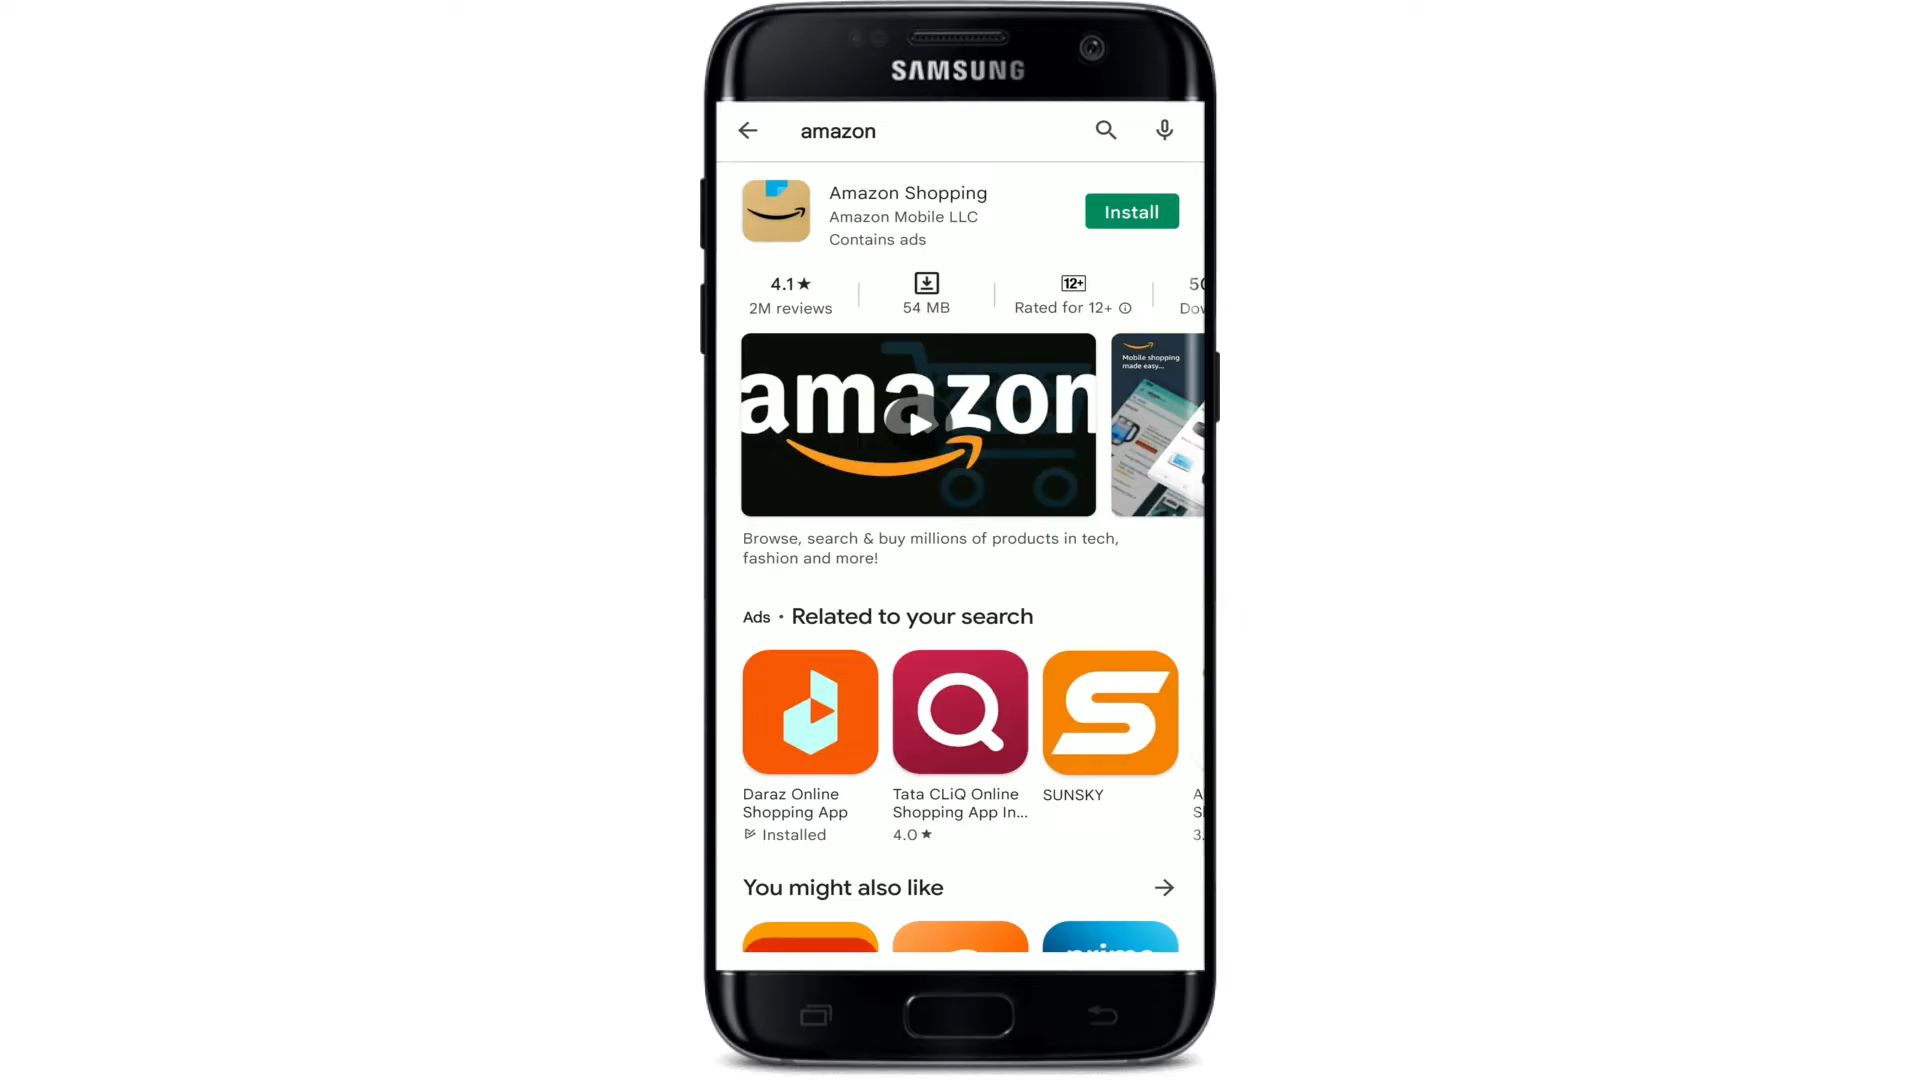 SAMSUNG
amazon
Amazon Shopping
Amazon Mobile LLC
Contains ads
Install
4.1★
2M reviews
54 MB
12+
Rated for 12+
amazon
Mobile shopping
made easy...
Browse, search & buy millions of products in tech,
fashion and more!
Ads • Related to your search
Daraz Online
Shopping App
Installed
Tata CLiQ Online
Shopping App In...
4.0★
SUNSKY
You might also like
prime